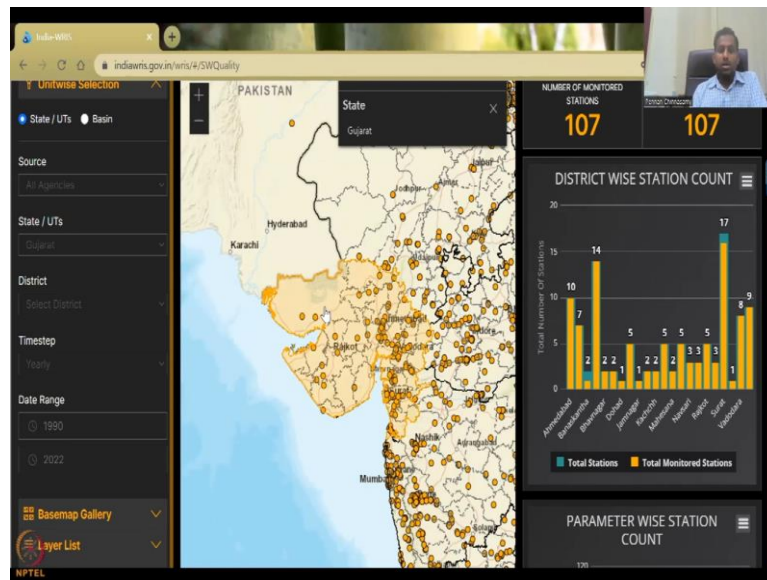 India-WRIS
indiawris.gov.in/wris/#/SWQuality
Unitwise Selection
State / UTs
Basin
Source
All Agencies
State / UTs
Gujarat
District
Select District
Timestep
Yearly
Date Range
1990
2022
Basemap Gallery
Layer List
NPTEL
PAKISTAN
State
Gujarat
Jaipur
Jodhpur
Ajmer
Hyderabad
Karachi
Udaipur
Rajkot
Nashik
NUMBER OF MONITORED
STATIONS
107
107
DISTRICT WISE STATION COUNT
Total Number Of Stations
20
15
10
5
0
10
7
2
14
2
2
1
5
1
2
2
5
2
5
3
3
5
3
17
1
8
9
Ahmedabad
Banaskantha
Bhavnagar
Dohad
Jamnagar
Kachchh
Mahesana
Navsari
Rajkot
Surat
Vadodara
Total Stations
Total Monitored Stations
PARAMETER WISE STATION
COUNT
120